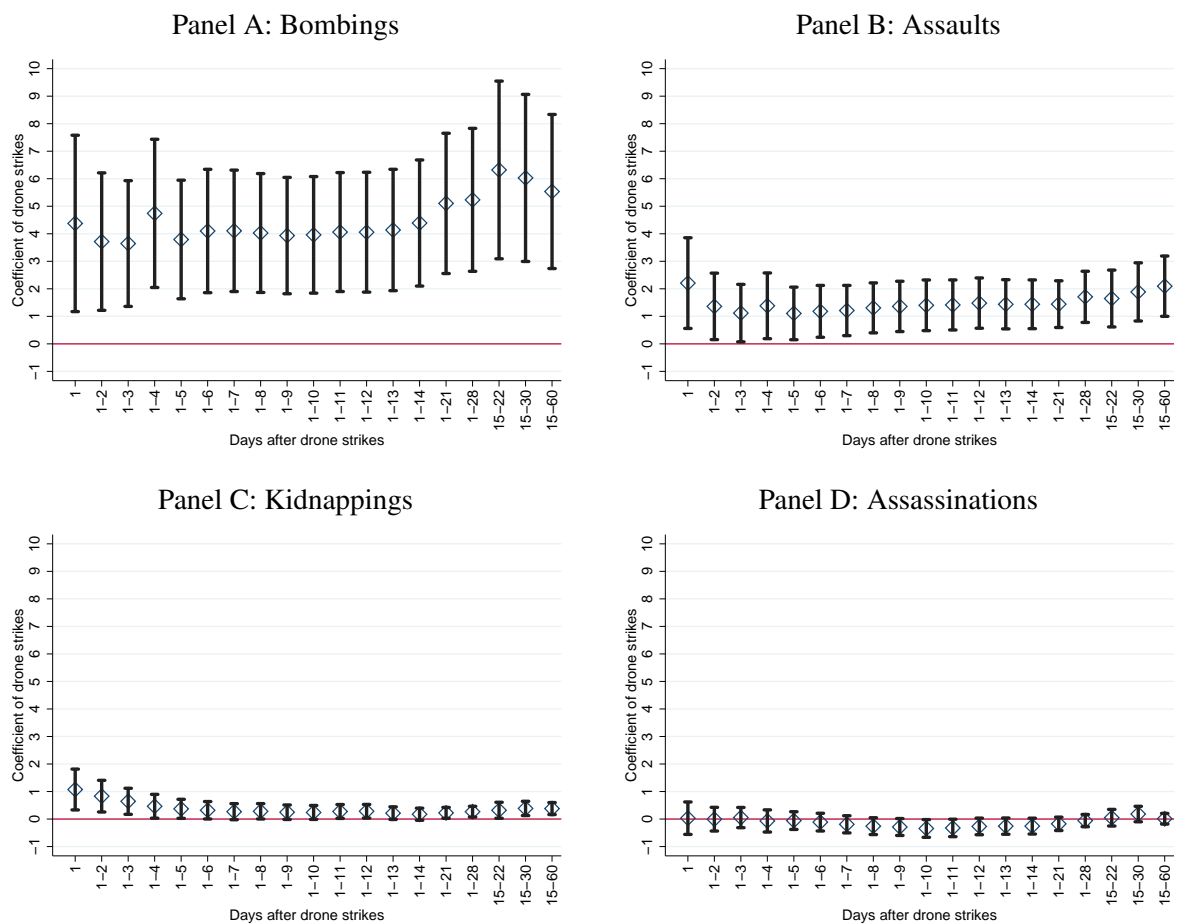 Panel A: Bombings
Coefficient of drone strikes
−1 0 1 2 3 4 5 6 7 8 9 10
1 1−2 1−3 1−4 1−5 1−6 1−7 1−8 1−9 1−10 1−11 1−12 1−13 1−14 1−21 1−28 15−22 15−30 15−60
Days after drone strikes
Panel B: Assaults
Coefficient of drone strikes
−1 0 1 2 3 4 5 6 7 8 9 10
1 1−2 1−3 1−4 1−5 1−6 1−7 1−8 1−9 1−10 1−11 1−12 1−13 1−14 1−21 1−28 15−22 15−30 15−60
Days after drone strikes
Panel C: Kidnappings
Coefficient of drone strikes
−1 0 1 2 3 4 5 6 7 8 9 10
1 1−2 1−3 1−4 1−5 1−6 1−7 1−8 1−9 1−10 1−11 1−12 1−13 1−14 1−21 1−28 15−22 15−30 15−60
Days after drone strikes
Panel D: Assassinations
Coefficient of drone strikes
−1 0 1 2 3 4 5 6 7 8 9 10
1 1−2 1−3 1−4 1−5 1−6 1−7 1−8 1−9 1−10 1−11 1−12 1−13 1−14 1−21 1−28 15−22 15−30 15−60
Days after drone strikes